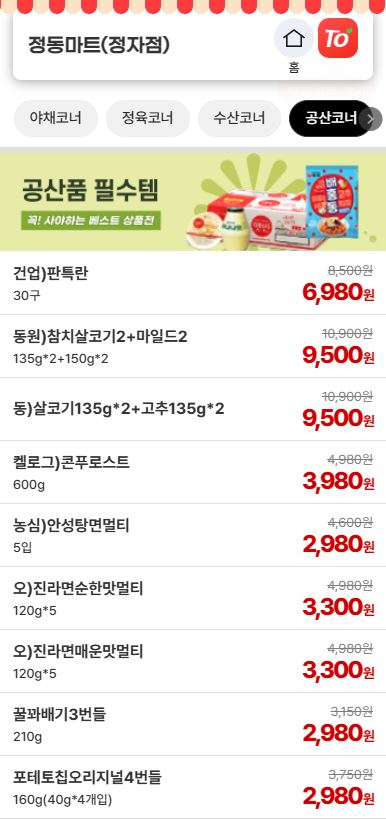 정동마트(정자점)
TO
홈
야채코너
정육코너
수산코너
공산코너
공산품 필수템
꼭! 사야하는 베스트 상품전
배홍동
건업)판특란
8,500원
30구
6,980원
동원)참치살코기2+마일드2
10,900원
135g*2+150g*2
9,500원
동)살코기135g*2+고추135g*2
10,900원
9,500원
켈로그)콘푸로스트
4,980원
600g
3,980원
농심)안성탕면멀티
4,600원
5입
2,980원
오)진라면순한맛멀티
4,980원
120g*5
3,300원
오)진라면매운맛멀티
4,980원
120g*5
3,300원
꿀꽈배기3번들
3,150원
210g
2,980원
포테토칩오리지널4번들
3,750원
160g(40g*4개입)
2,980원